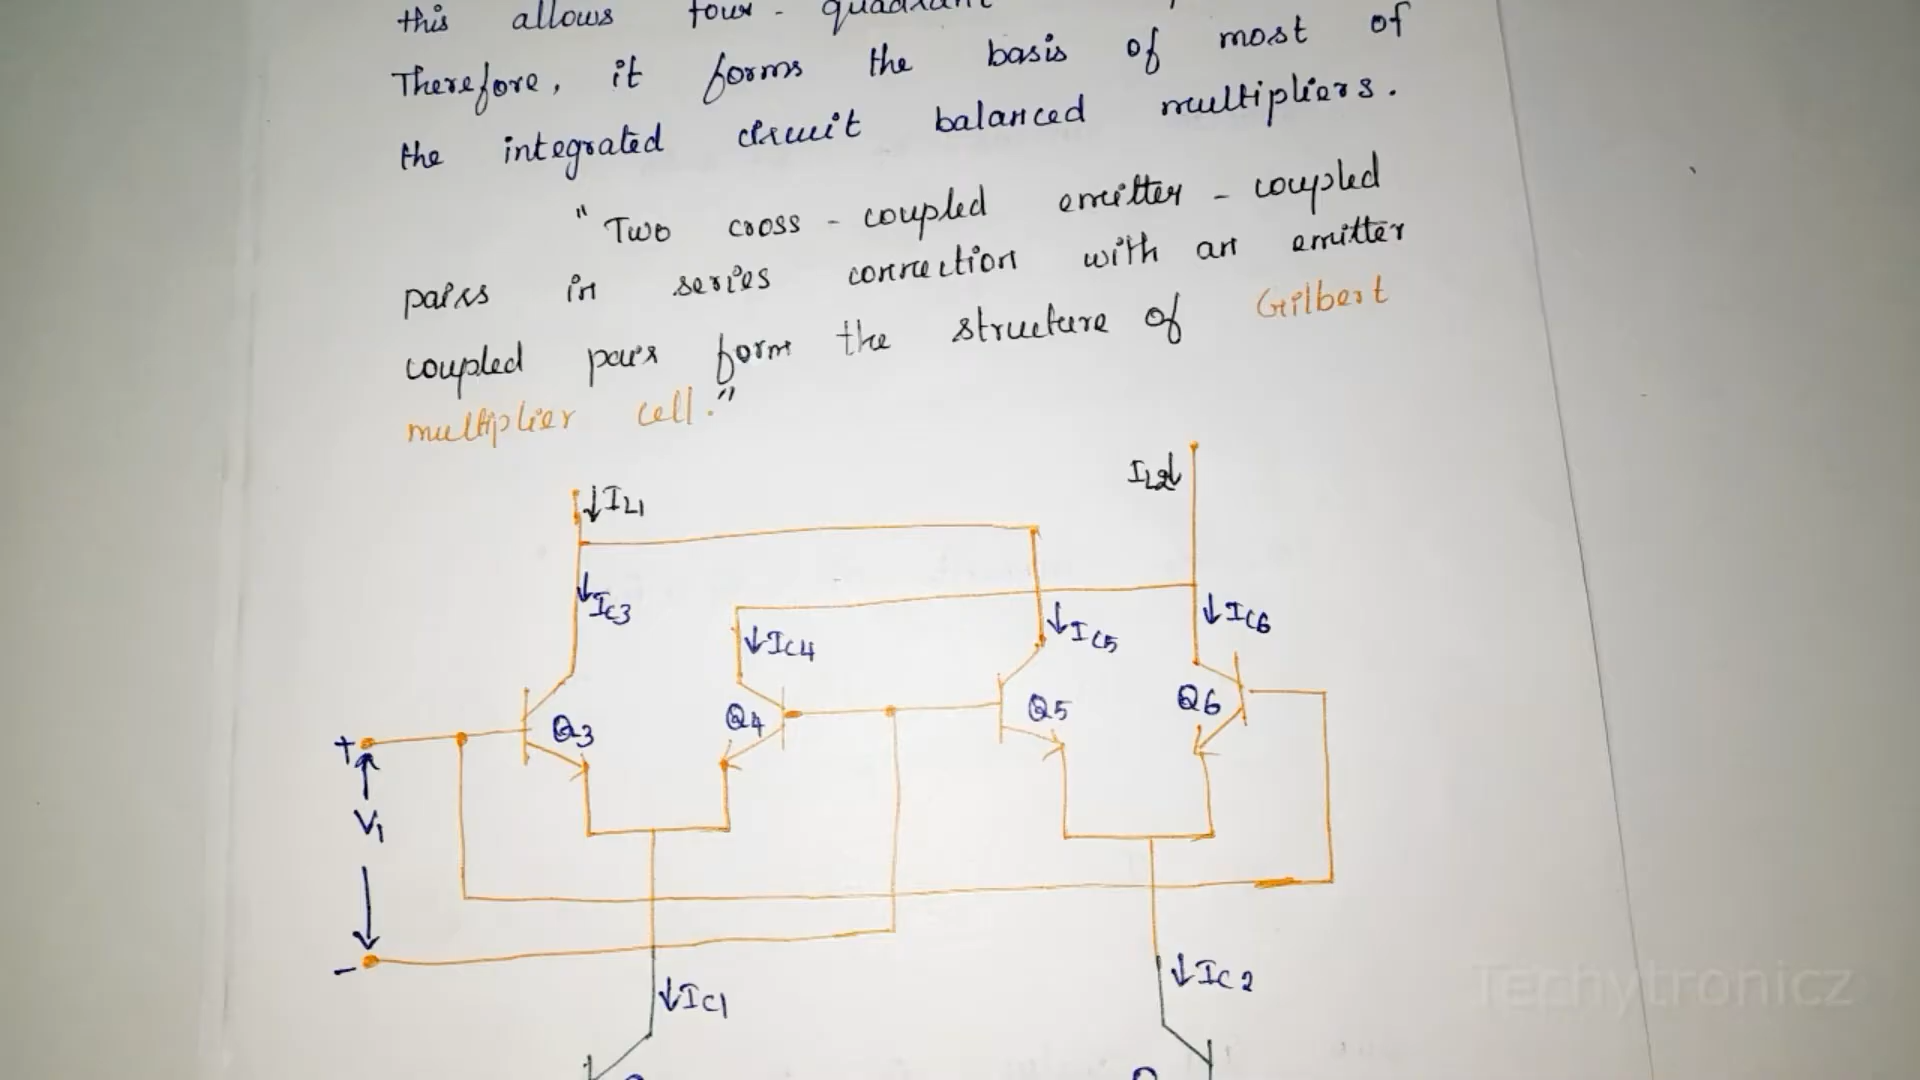 this allows four - quadrant
Therefore, it forms the basis of most of
the integrated circuit balanced multipliers.
" Two cross - coupled emitter - coupled
pairs in series connection with an emitter
coupled pairs form the structure of Gilbert
multiplier cell."
↓IL1
IL2↓
↓IC3
↓IC4
↓IC5
↓IC6
Q3
Q4
Q5
Q6
+
V1
-
↓IC1
↓IC2
Techytronicz